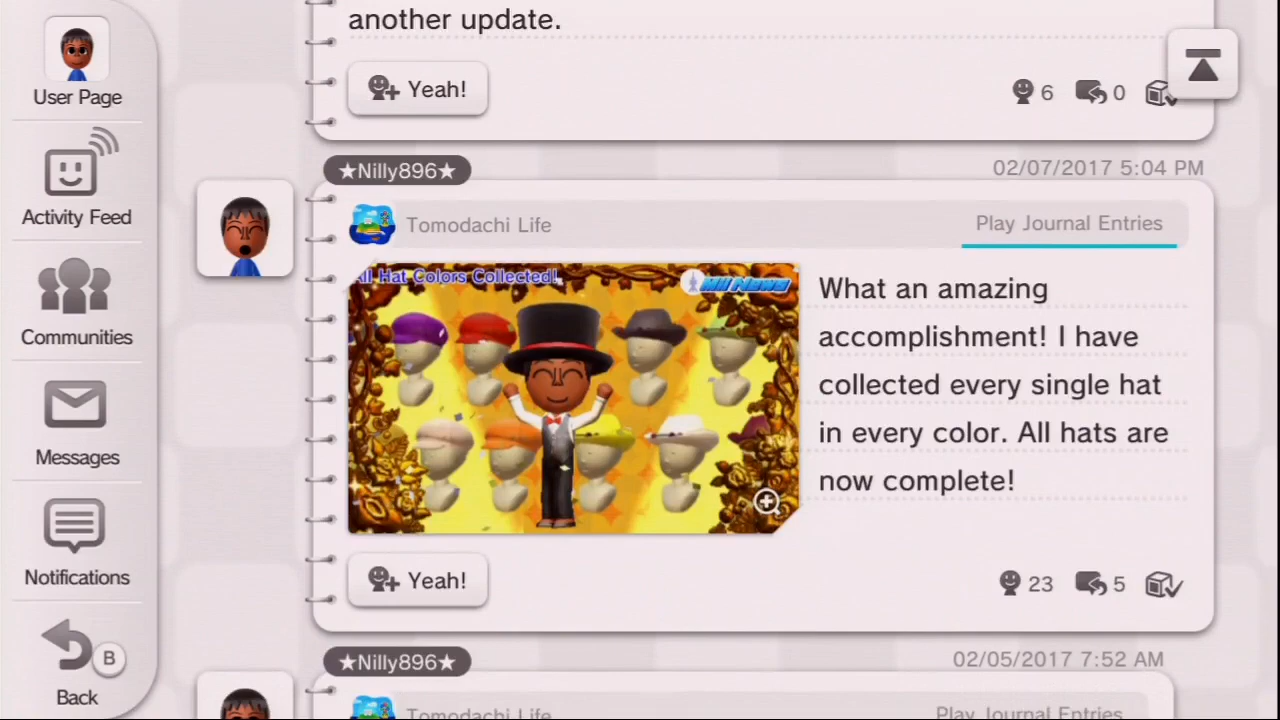 another update.
User Page
Yeah!
6
0
★Nilly896★
02/07/2017 5:04 PM
Activity Feed
Tomodachi Life
Play Journal Entries
All Hat Colors Collected!
Mii News
What an amazing
accomplishment! I have
collected every single hat
in every color. All hats are
now complete!
Communities
Messages
Notifications
Yeah!
23
5
B
Back
★Nilly896★
02/05/2017 7:52 AM
Tomodachi Life
Play Journal Entries